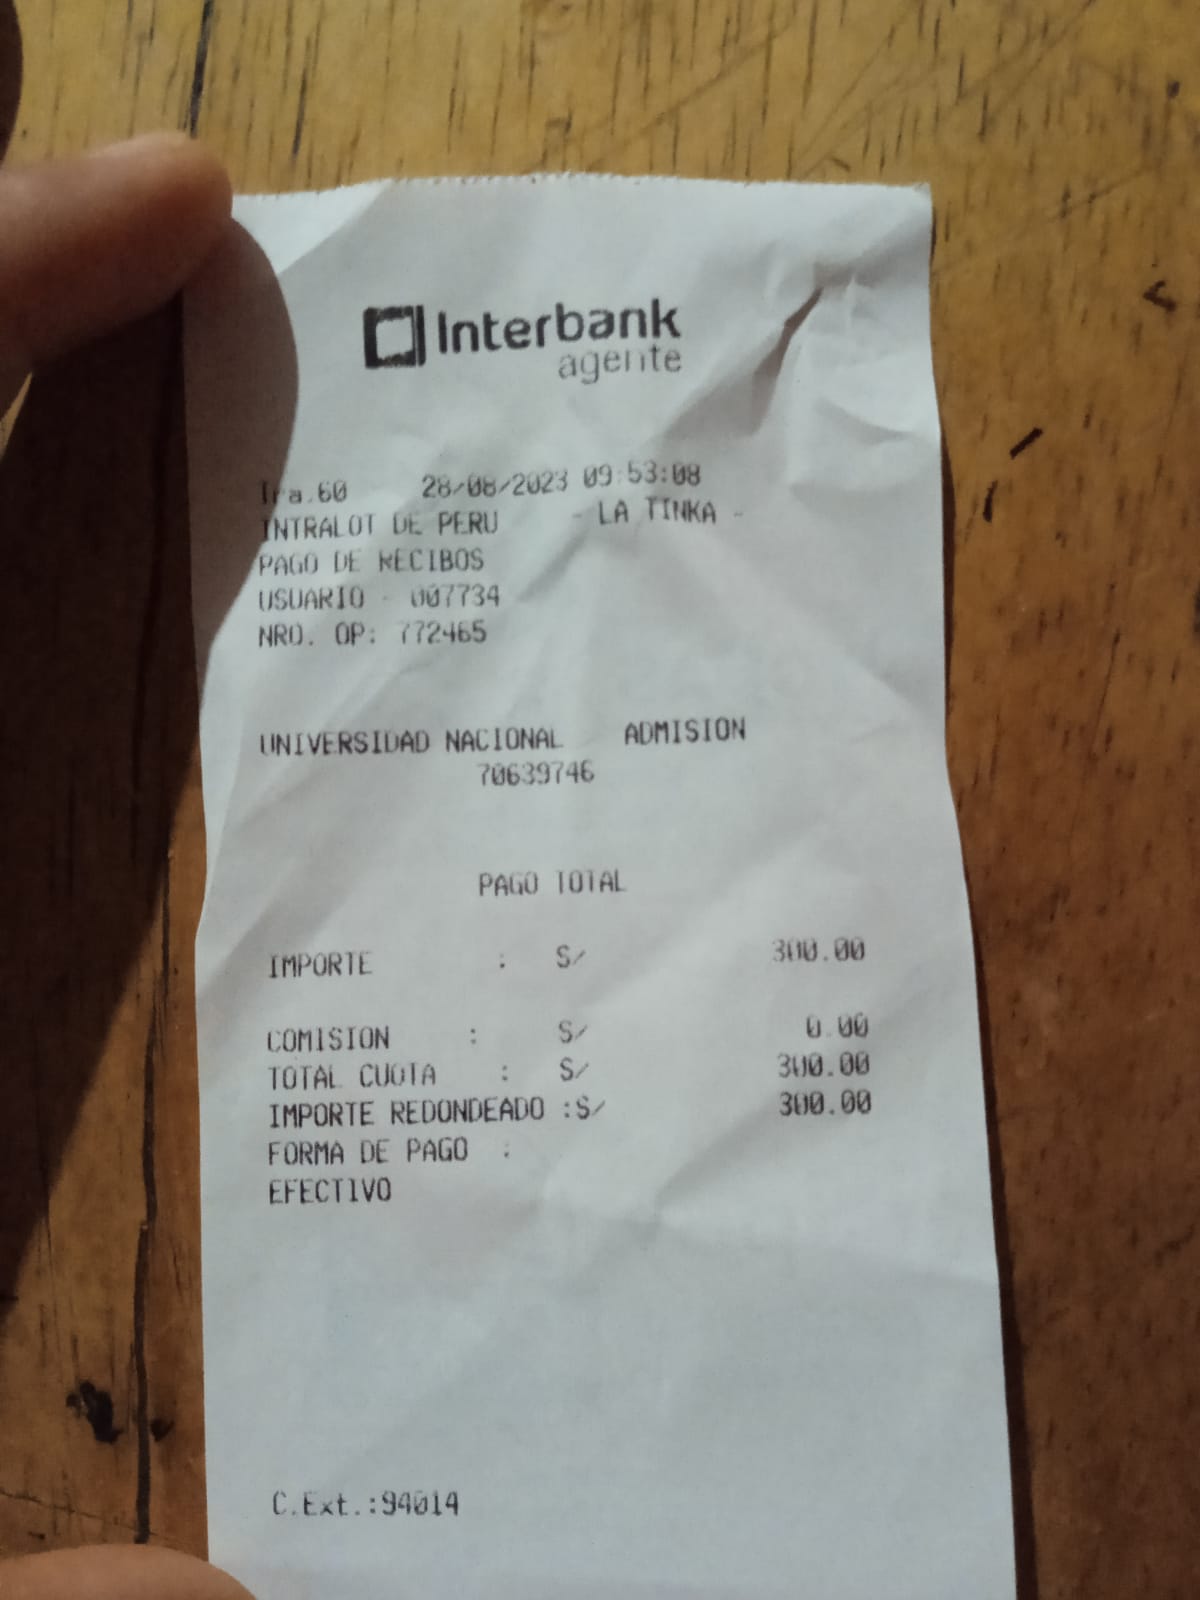 Interbank
agente
Tra.60 28/08/2023 09:53:08
INTRALOT DE PERU - LA TINKA -
PAGO DE RECIBOS
USUARIO - 007734
NRO. OP: 772465
UNIVERSIDAD NACIONAL ADMISION
70639746
PAGO TOTAL
IMPORTE : S/ 300.00
COMISION : S/ 0.00
TOTAL CUOTA : S/ 300.00
IMPORTE REDONDEADO :S/ 300.00
FORMA DE PAGO :
EFECTIVO
C.Ext.:94014